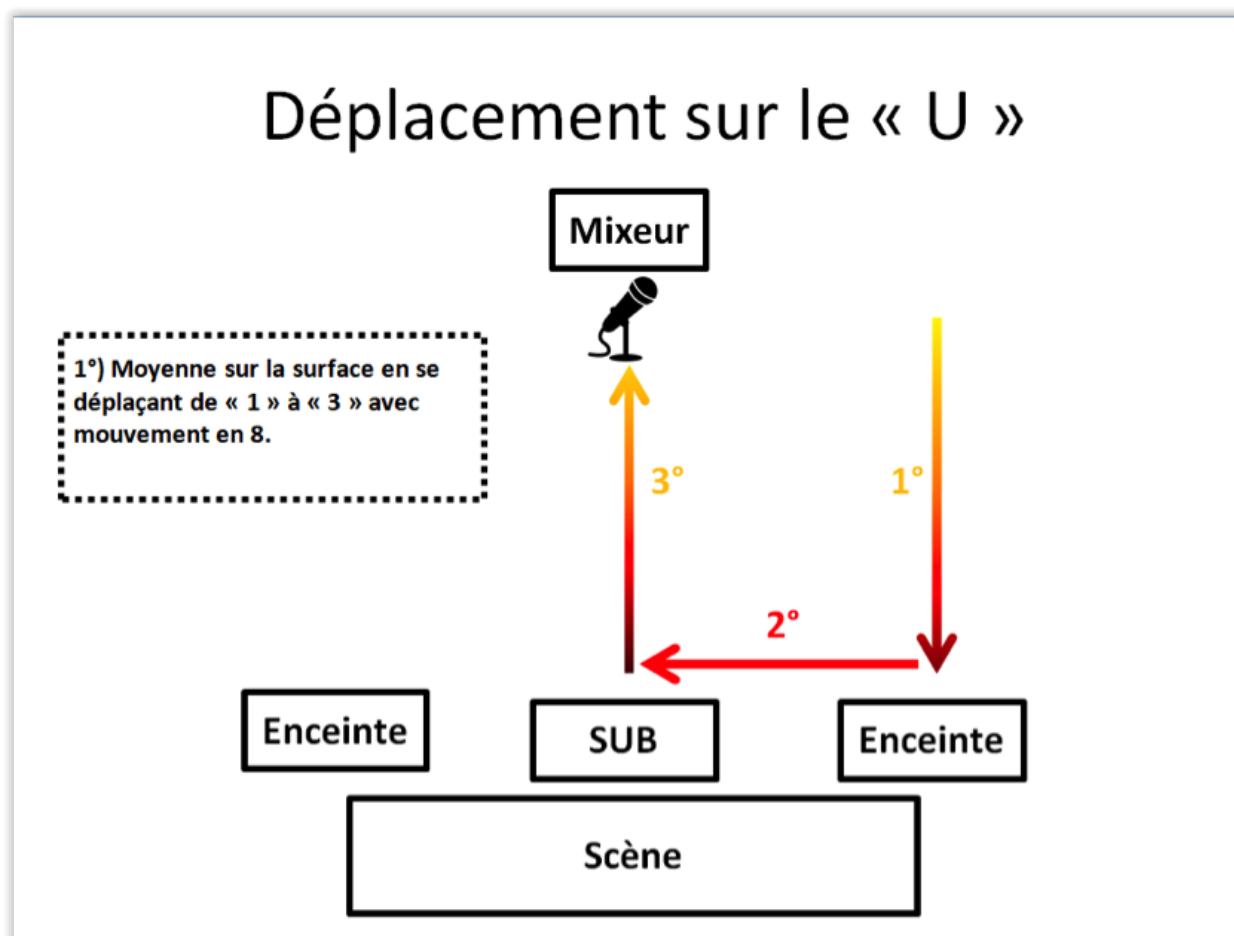 Déplacement sur le « U »
Mixeur
1°) Moyenne sur la surface en se
déplaçant de « 1 » à « 3 » avec
mouvement en 8.
3°
1°
2°
Enceinte
SUB
Enceinte
Scène